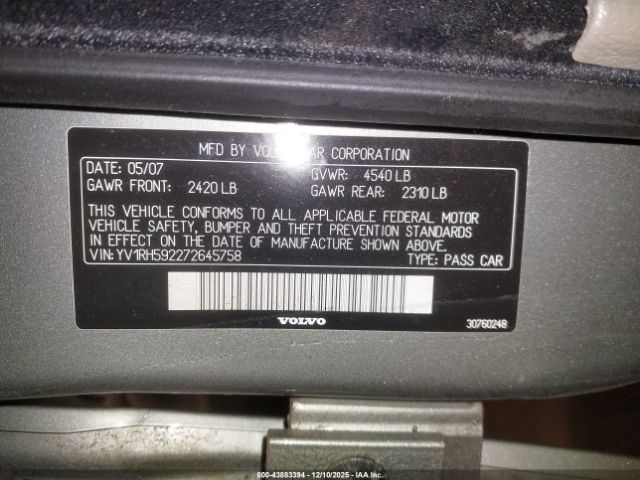 MFD BY CAR CORPORATION
DATE: 05/07 GVWR: 4540 LB
GAWR FRONT: 2420 LB GAWR REAR: 2310 LB
THIS VEHICLE CONFORMS TO ALL APPLICABLE FEDERAL MOTOR
VEHICLE SAFETY, BUMPER AND THEFT PREVENTION STANDARDS
IN EFFECT ON THE DATE OF MANUFACTURE SHOWN ABOVE.
VIN: YV1RH592272645758 TYPE: PASS CAR
VOLVO 30760248
000-43883394 - 12/10/2025 - IAA Inc.